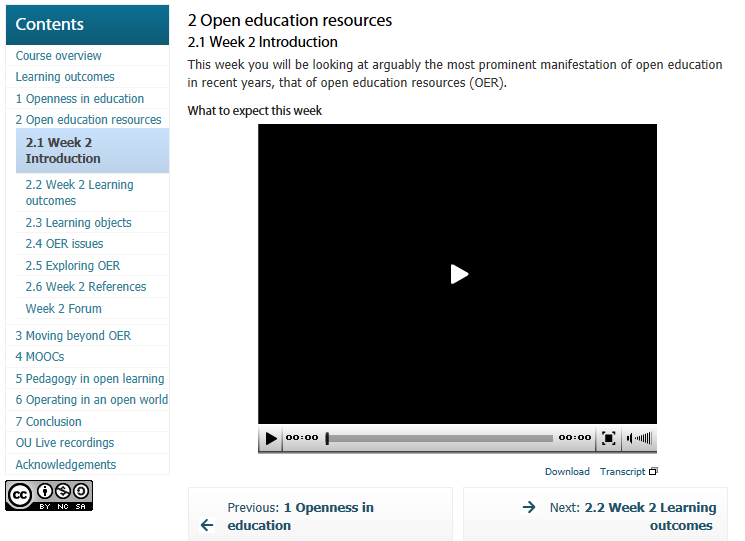 Contents
Course overview
Learning outcomes
1 Openness in education
2 Open education resources
2.1 Week 2
Introduction
2.2 Week 2 Learning
outcomes
2.3 Learning objects
2.4 OER issues
2.5 Exploring OER
2.6 Week 2 References
Week 2 Forum
3 Moving beyond OER
4 MOOCs
5 Pedagogy in open learning
6 Operating in an open world
7 Conclusion
OU Live recordings
Acknowledgements
cc
BY NC SA
2 Open education resources
2.1 Week 2 Introduction
This week you will be looking at arguably the most prominent manifestation of open education
in recent years, that of open education resources (OER).
What to expect this week
00:00 00:00
Download Transcript
Previous: 1 Openness in
education
Next: 2.2 Week 2 Learning
outcomes